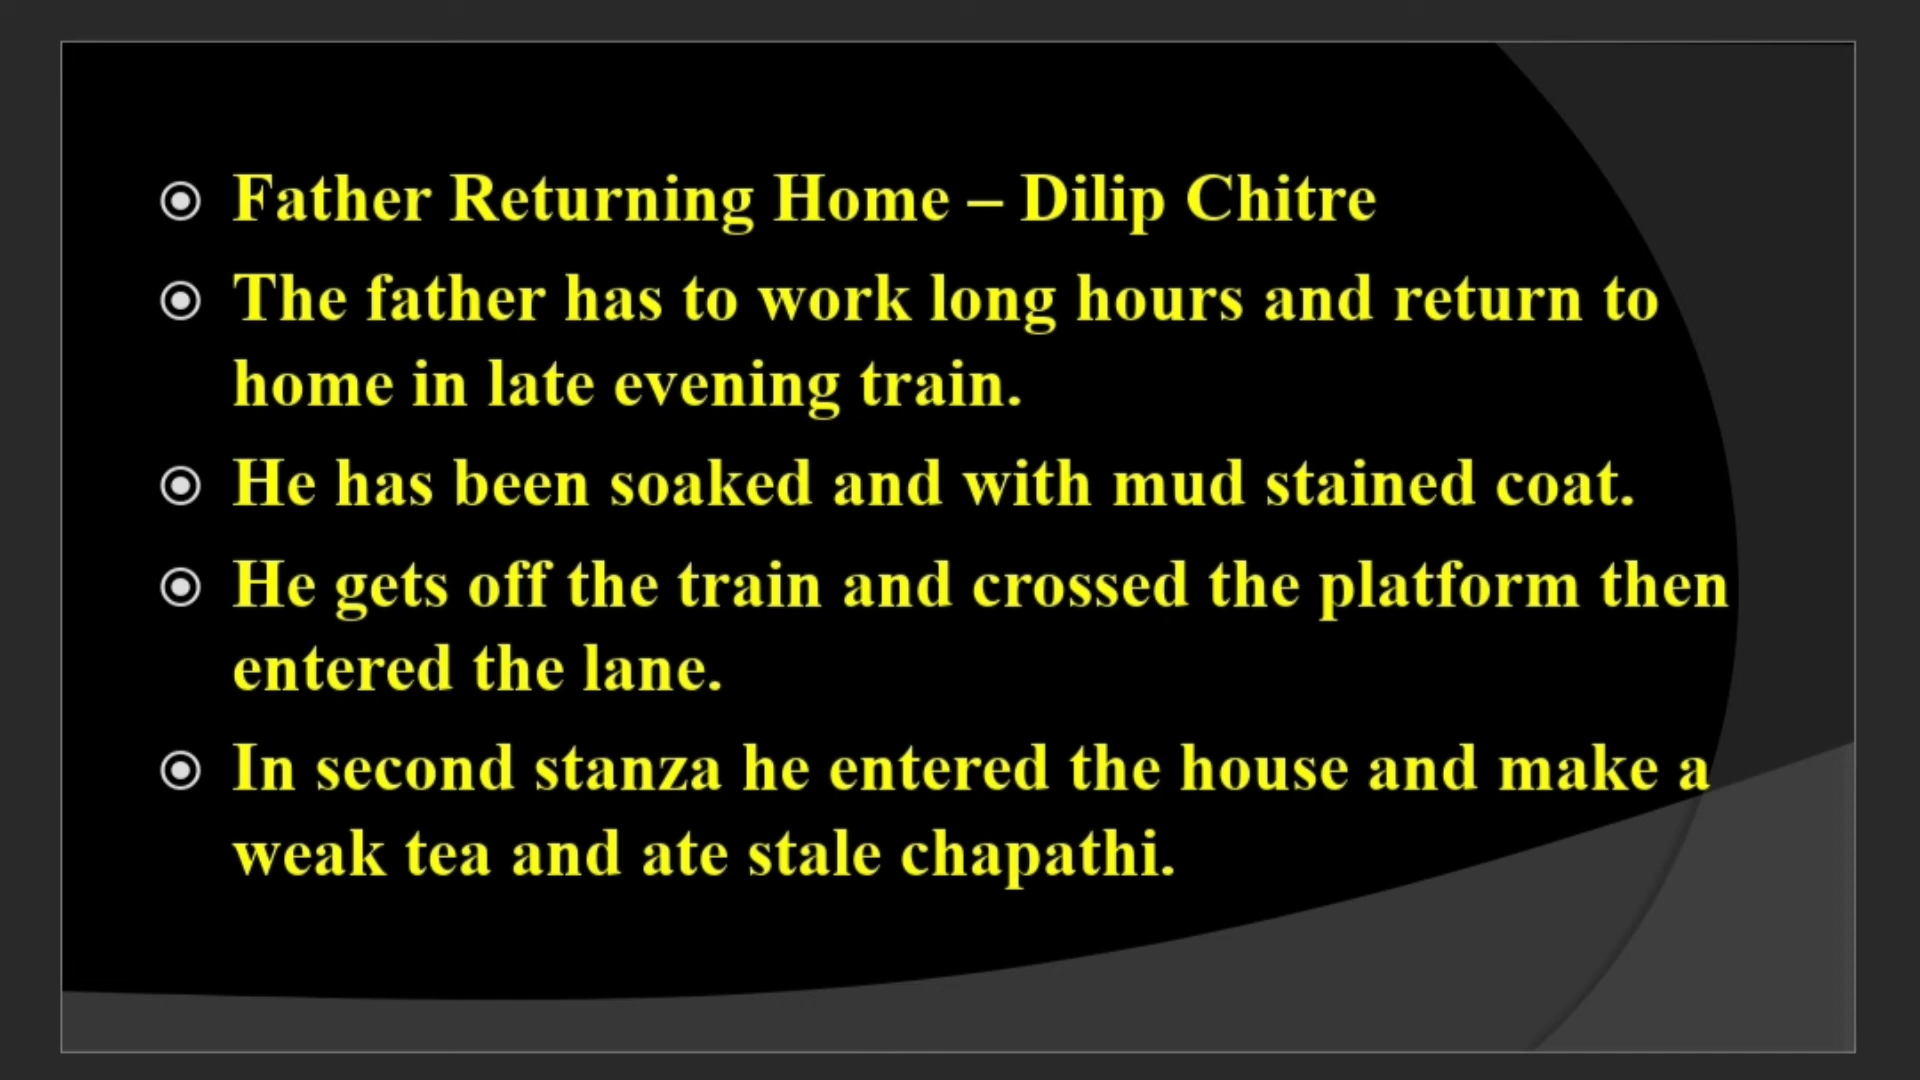 Father Returning Home – Dilip Chitre
The father has to work long hours and return to
home in late evening train.
He has been soaked and with mud stained coat.
He gets off the train and crossed the platform then
entered the lane.
In second stanza he entered the house and make a
weak tea and ate stale chapathi.